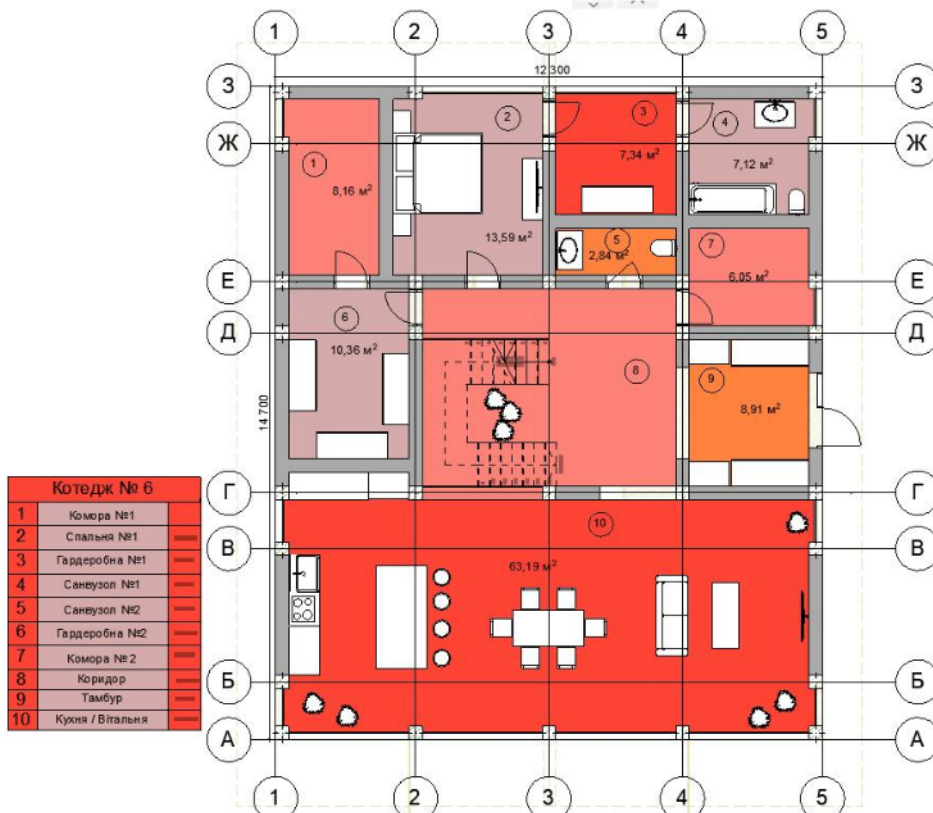 1 2 3 4 5
12 300
З З
2 3 4
Ж Ж
1 7,34 м² 7,12 м²
8,16 м²
13,59 м² 5 7
2,84 м²
Е 6,05 м² Е
6
Д Д
10,36 м²
8 9
14 700
8,91 м²
Г Г
Котедж № 6
1 Комора №1
2 Спальня №1
3 Гардеробна №1
4 Санвузол №1
5 Санвузол №2
6 Гардеробна №2
7 Комора № 2
8 Коридор
9 Тамбур
10 Кухня / Вітальня
10
В В
63,19 м²
Б Б
А А
1 2 3 4 5